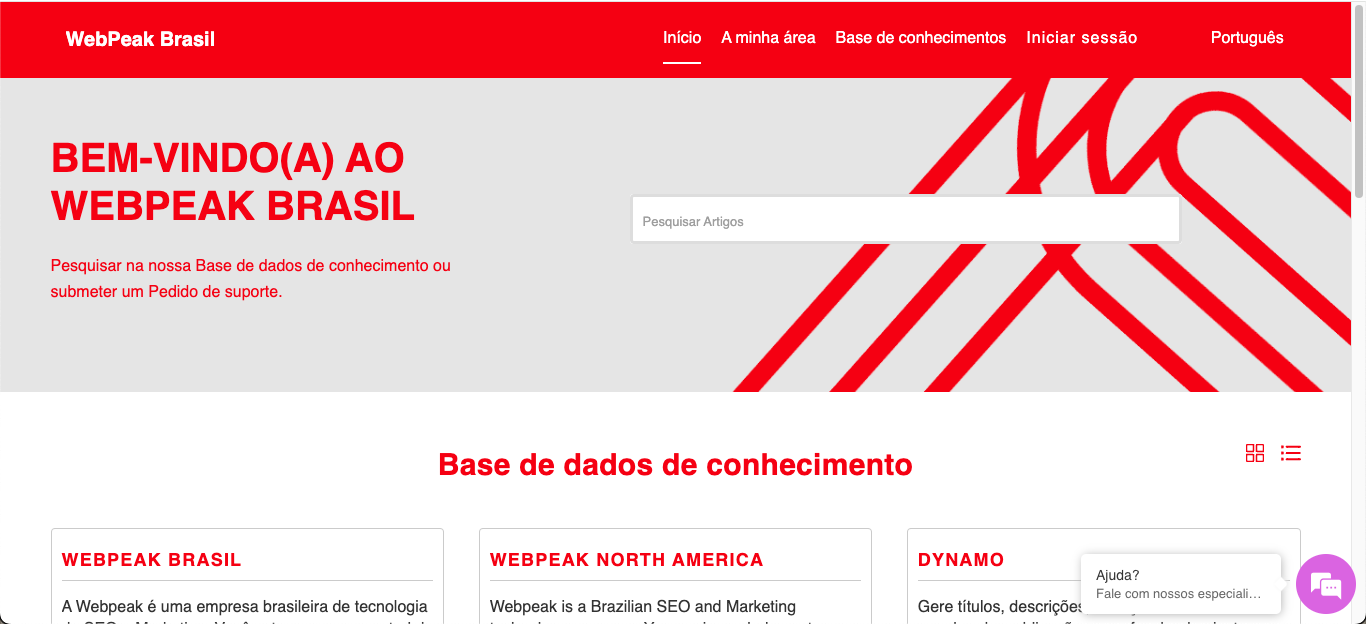 WebPeak Brasil
Início A minha área Base de conhecimentos Iniciar sessão Português
BEM-VINDO(A) AO
WEBPEAK BRASIL
Pesquisar Artigos
Pesquisar na nossa Base de dados de conhecimento ou
submeter um Pedido de suporte.
Base de dados de conhecimento
WEBPEAK BRASIL
A Webpeak é uma empresa brasileira de tecnologia
WEBPEAK NORTH AMERICA
Webpeak is a Brazilian SEO and Marketing
DYNAMO
Gere títulos, descrições
Ajuda?
Fale com nossos especiali...